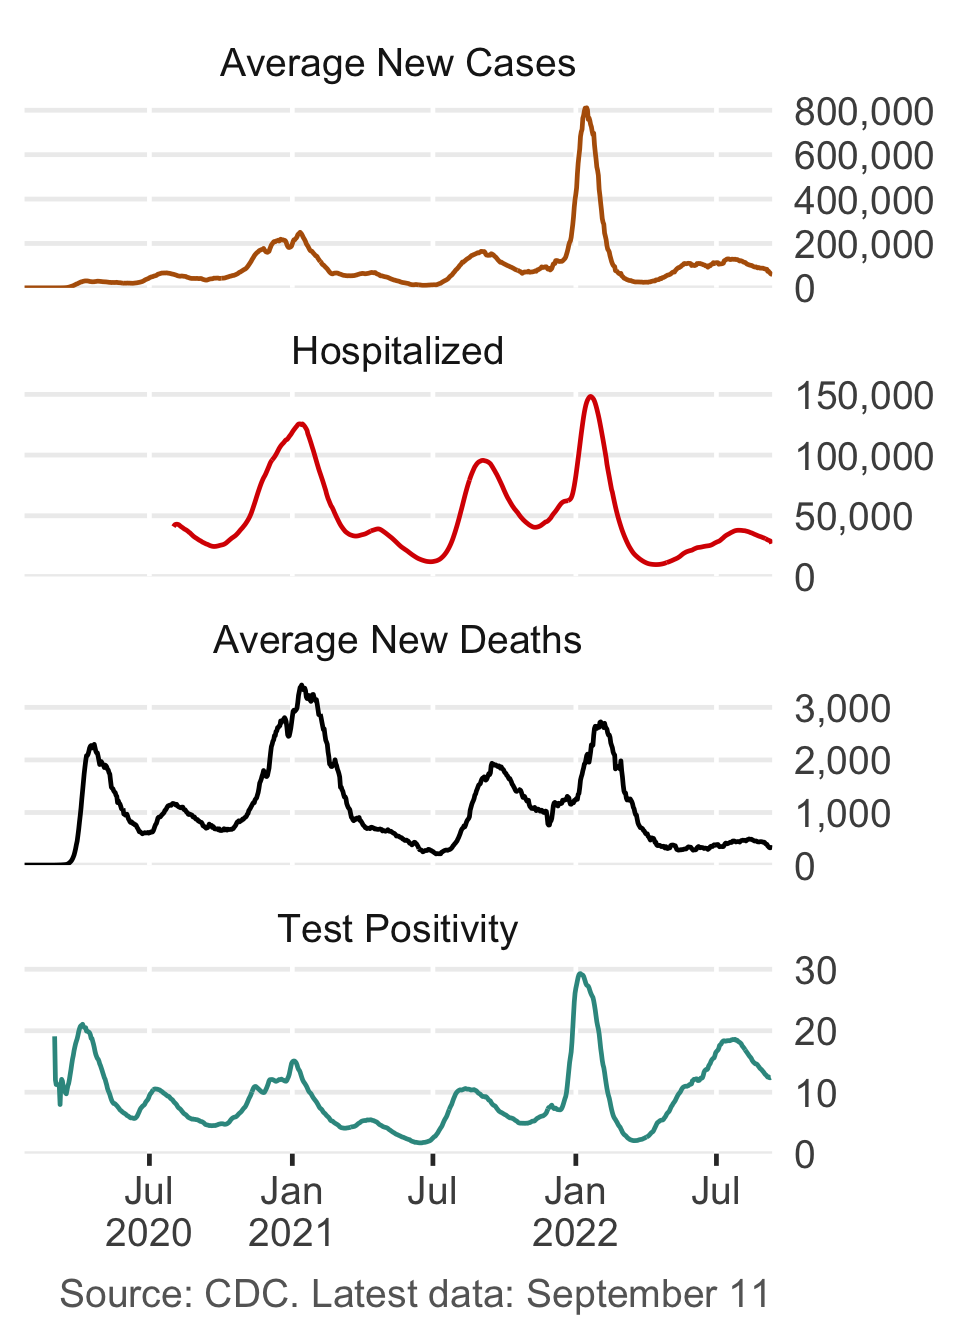 Average New Cases
800,000
600,000
400,000
200,000
0
Hospitalized
150,000
100,000
50,000
0
Average New Deaths
3,000
2,000
1,000
0
Test Positivity
30
20
10
0
Jul Jan Jul Jan Jul
2020 2021 2022
Source: CDC. Latest data: September 11